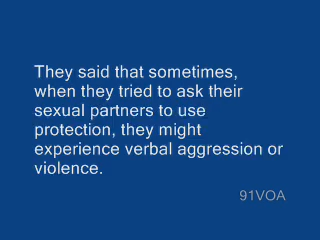 They said that sometimes,
when they tried to ask their
sexual partners to use
protection, they might
experience verbal aggression or
violence.
91VOA